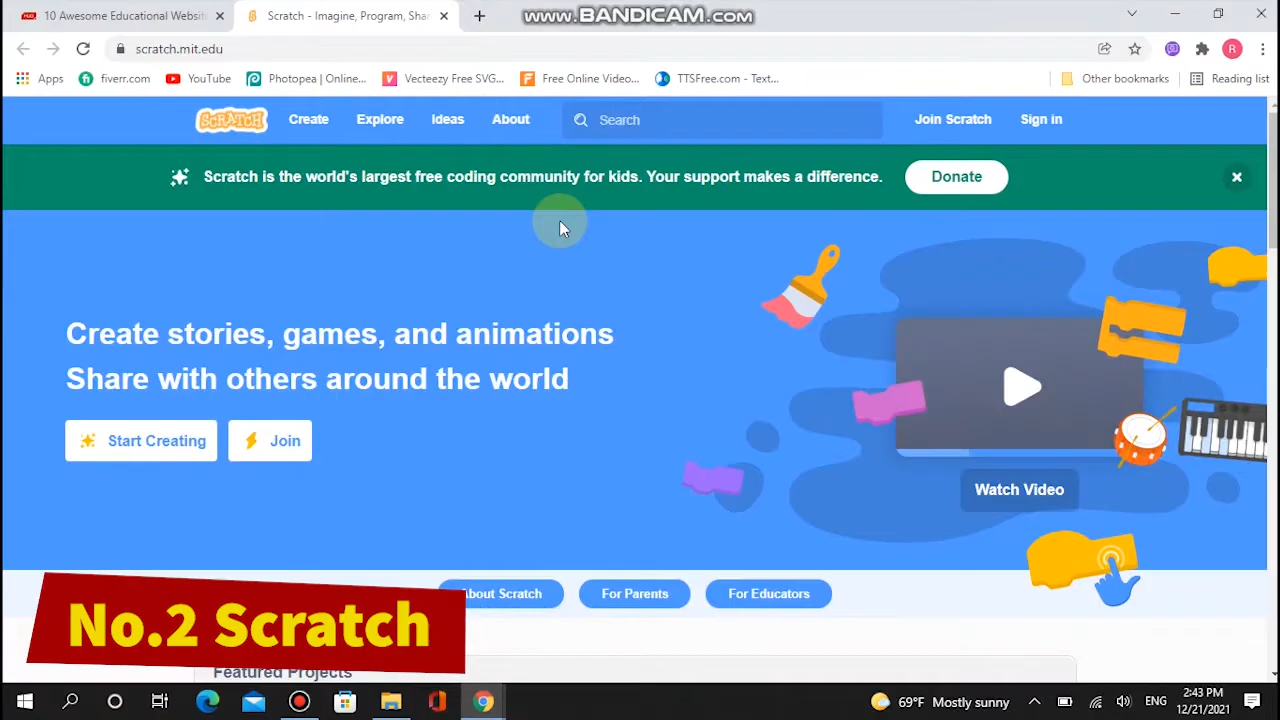 10 Awesome Educational Websit
Scratch - Imagine, Program, Sha
www.BANDICAM.com
scratch.mit.edu
R
Apps
fiverr.com
YouTube
Photopea | Online...
Vecteezy Free SVG...
Free Online Video...
TTSFree.com - Text...
Other bookmarks
Reading list
SCRATCH
Create
Explore
Ideas
About
Search
Join Scratch
Sign in
Scratch is the world's largest free coding community for kids. Your support makes a difference.
Donate
Create stories, games, and animations
Share with others around the world
Start Creating
Join
Watch Video
About Scratch
For Parents
For Educators
No.2 Scratch
Featured Projects
69°F Mostly sunny
ENG
2:43 PM
12/21/2021